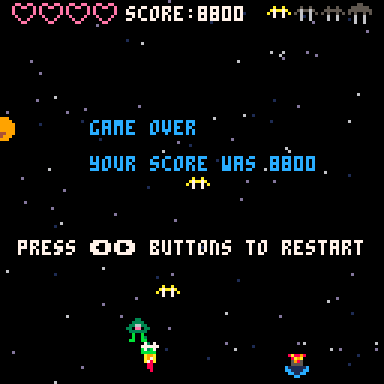 SCORE:8800
GAME OVER
YOUR SCORE WAS 8800
PRESS BUTTONS TO RESTART